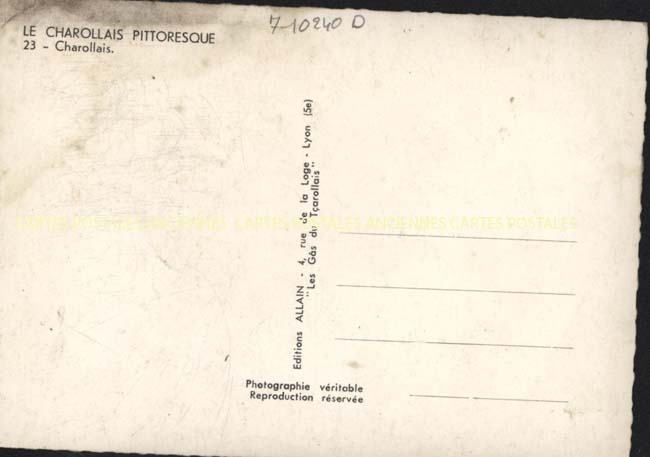 7-10240 D
LE CHAROLLAIS PITTORESQUE
23 - Charollais.
Editions ALLAIN - 4, rue de la Loge - Lyon (5e)
"Les Gâs du Tçarollais"
CARTES POSTALES ANCIENNES CARTES POSTALES ANCIENNES CARTES POSTALES
Photographie véritable
Reproduction réservée